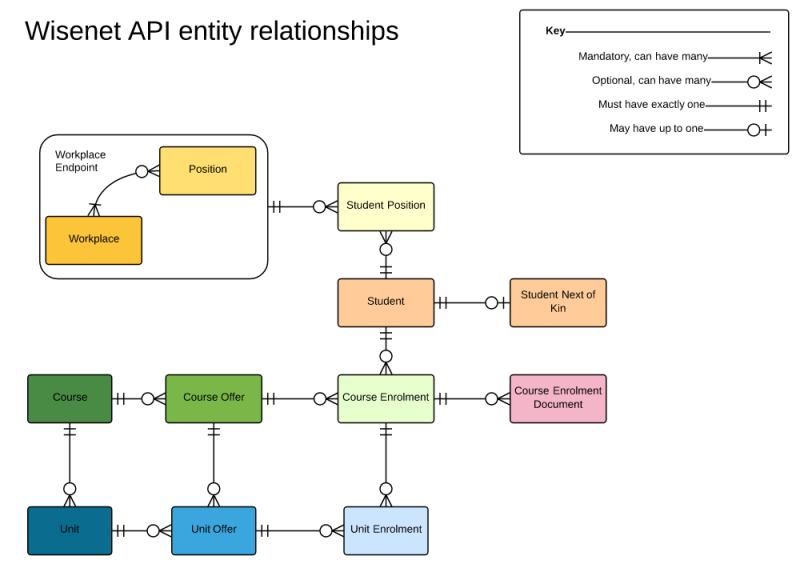 Wisenet API entity relationships
Key
Mandatory, can have many
Optional, can have many
Must have exactly one
May have up to one
Workplace
Endpoint
Position
Workplace
Student Position
Student
Student Next of
Kin
Course
Course Offer
Course Enrolment
Course Enrolment
Document
Unit
Unit Offer
Unit Enrolment